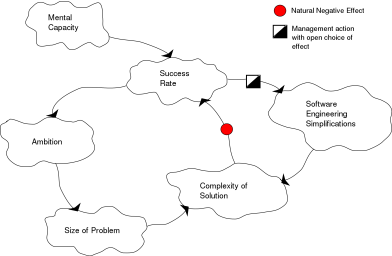 Mental
Capacity
Natural Negative Effect
Management action
with open choice of
effect
Success
Rate
Software
Engineering
Simplifications
Ambition
Complexity of
Solution
Size of Problem